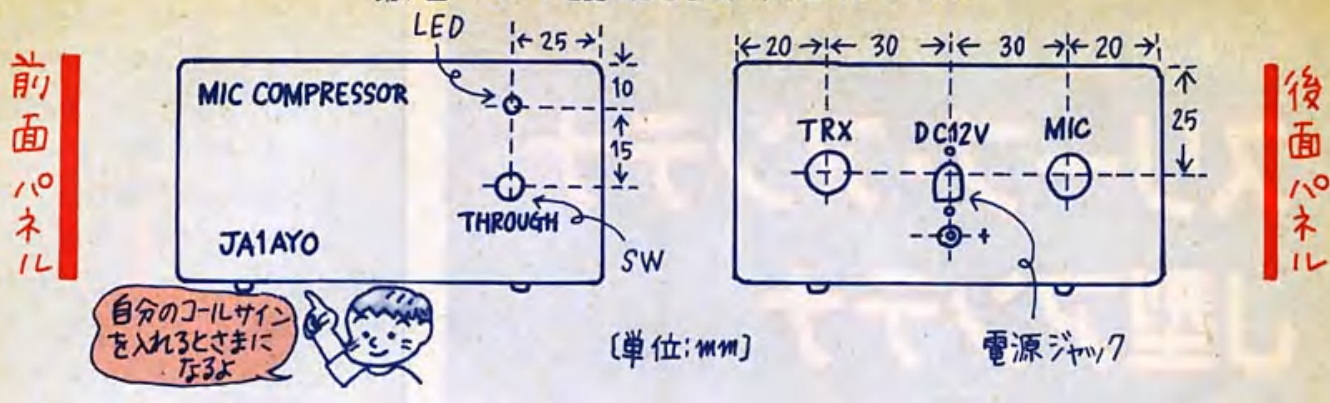 LED
25
10
15
MIC COMPRESSOR
THROUGH
JA1AYO
SW
前面パネル
自分のコールサイン
を入れるとさまに
なるよ
20 30 30 20
25
TRX DC12V MIC
+
[単位:mm]
電源ジャック
後面パネル